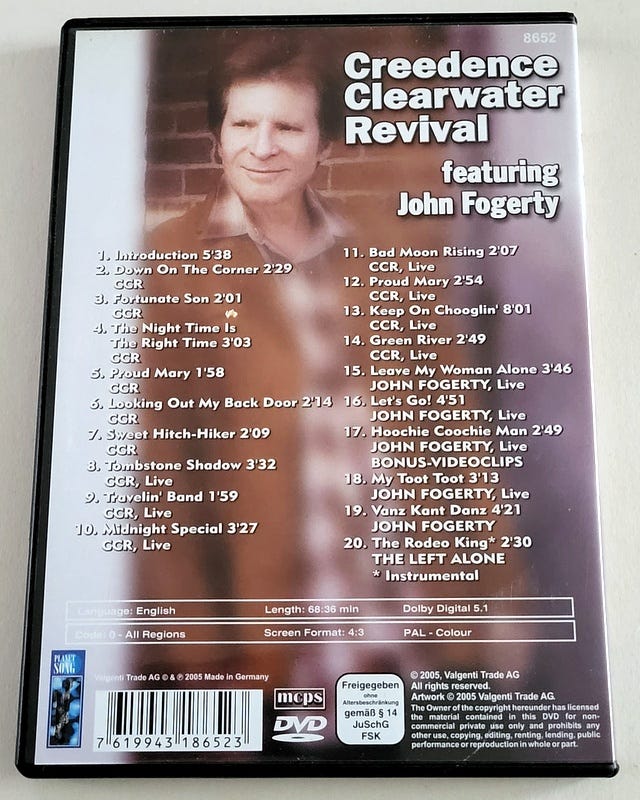 8652
Creedence
Clearwater
Revival
featuring
John Fogerty
1. Introduction 5'38
2. Down On The Corner 2'29
CCR
3. Fortunate Son 2'01
CCR
4. The Night Time Is
The Right Time 3'03
CCR
5. Proud Mary 1'58
CCR
6. Looking Out My Back Door 2'14
CCR
7. Sweet Hitch-Hiker 2'09
CCR
8. Tombstone Shadow 3'32
CCR, Live
9. Travelin' Band 1'59
CCR, Live
10. Midnight Special 3'27
CCR, Live
11. Bad Moon Rising 2'07
CCR, Live
12. Proud Mary 2'54
CCR, Live
13. Keep On Chooglin' 8'01
CCR, Live
14. Green River 2'49
CCR, Live
15. Leave My Woman Alone 3'46
JOHN FOGERTY, Live
16. Let's Go! 4'51
JOHN FOGERTY, Live
17. Hoochie Coochie Man 2'49
JOHN FOGERTY, Live
BONUS-VIDEOCLIPS
18. My Toot Toot 3'13
JOHN FOGERTY, Live
19. Vanz Kant Danz 4'21
JOHN FOGERTY
20. The Rodeo King* 2'30
THE LEFT ALONE
* Instrumental
Language: English Length: 68:36 min Dolby Digital 5.1
Code: 0 - All Regions Screen Format: 4:3 PAL - Colour
PLANET
SONG
Valgenti Trade AG © & ℗ 2005 Made in Germany
7 619943 186523
mcps
DVD
Freigegeben
ohne
Altersbeschränkung
gemäß § 14
JuSchG
FSK
© 2005, Valgenti Trade AG.
All rights reserved.
Artwork © 2005 Valgenti Trade AG.
The Owner of the copyright hereunder has licensed
the material contained in this DVD for non-
commercial private use only and prohibits any
other use, copying, editing, renting, lending, public
performance or reproduction in whole or part.